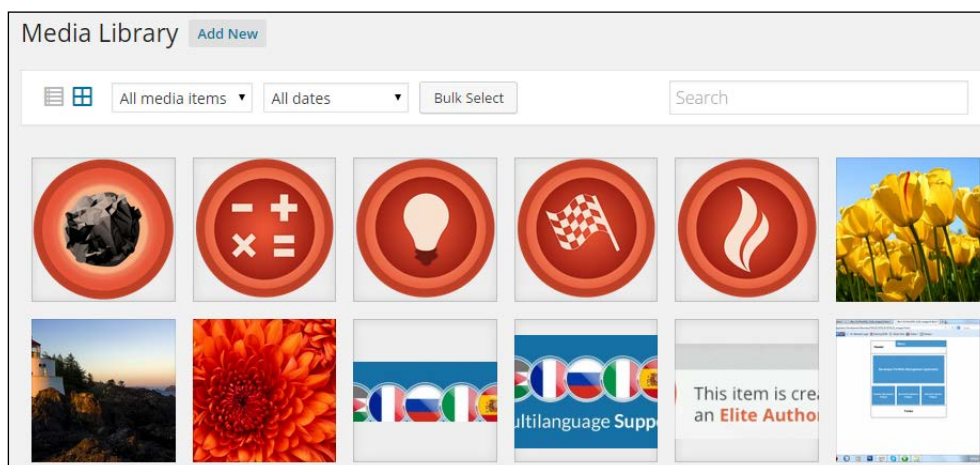 Media Library Add New
All media items All dates Bulk Select Search
ultilanguage Suppo
This item is crea
an Elite Author